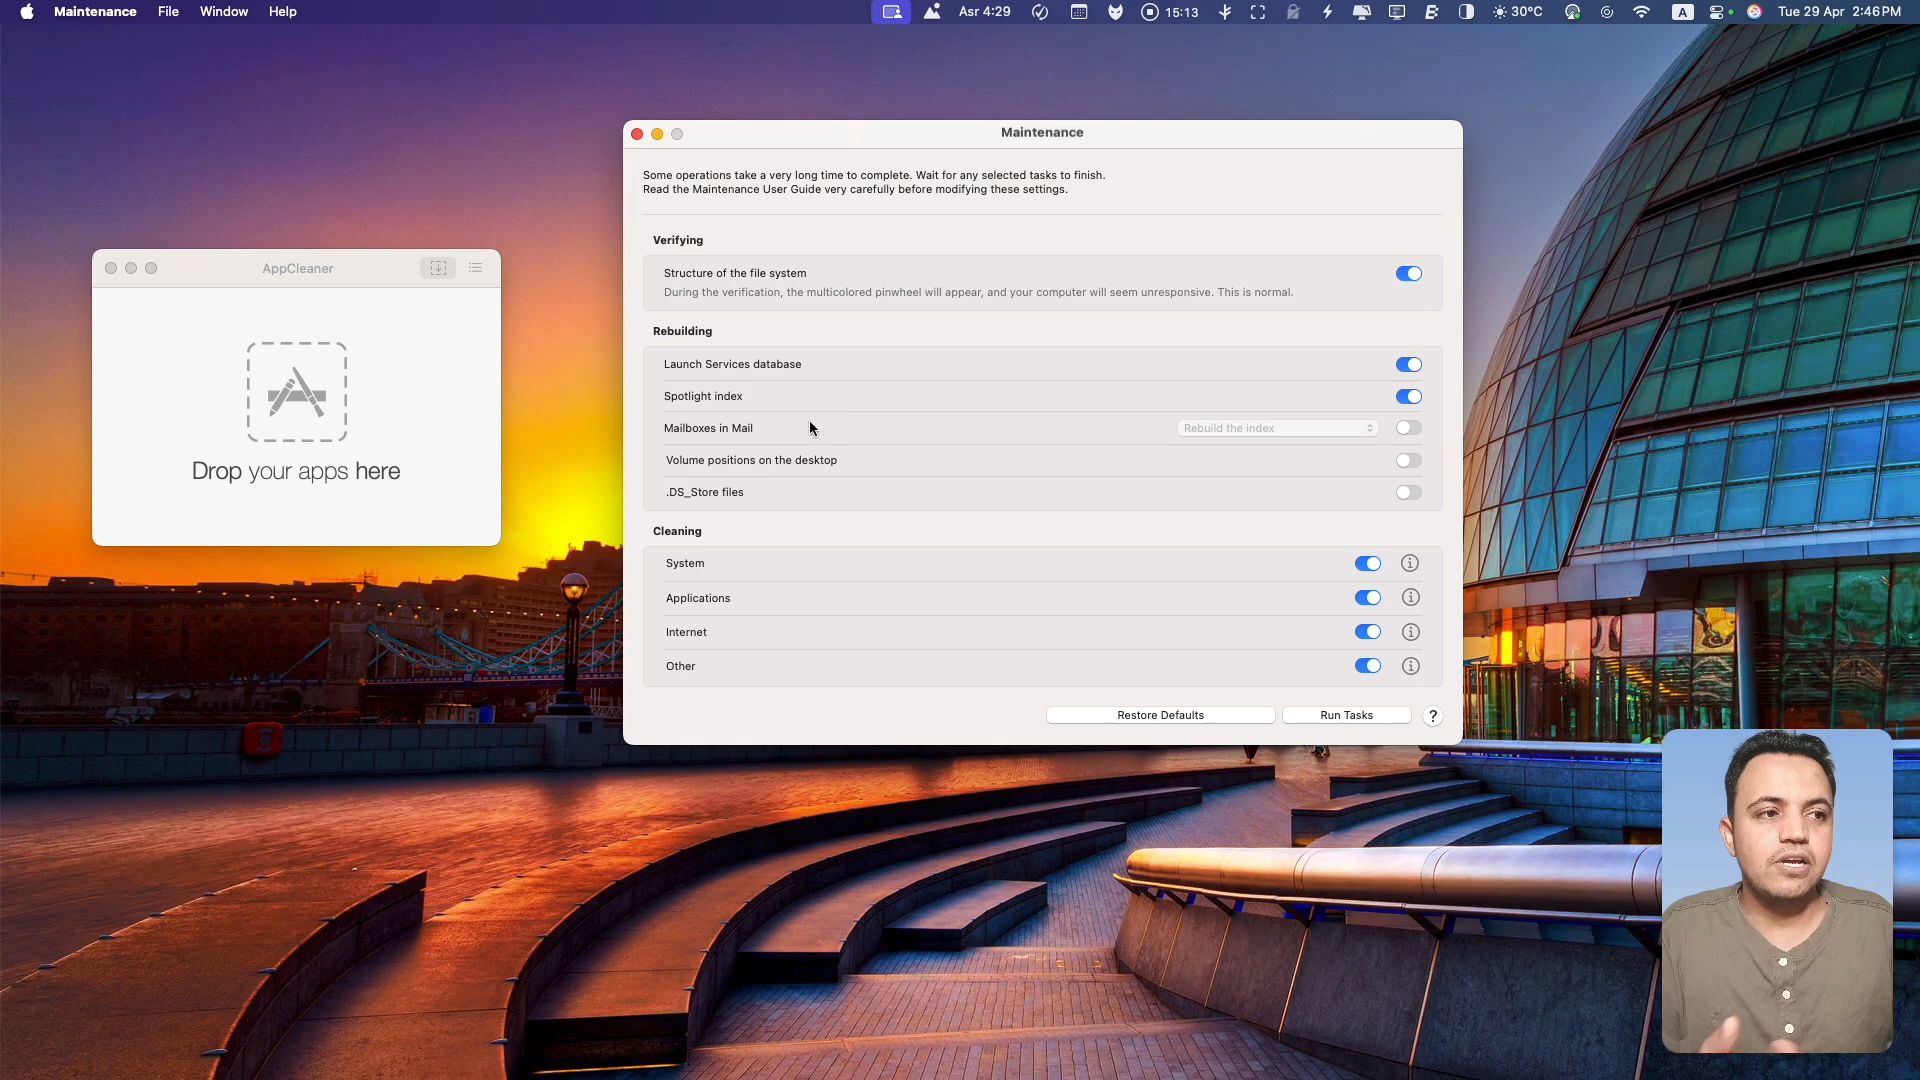 Maintenance File Window Help
Asr 4:29 15:13 30°C A Tue 29 Apr 2:46 PM
Maintenance
Some operations take a very long time to complete. Wait for any selected tasks to finish.
Read the Maintenance User Guide very carefully before modifying these settings.
Verifying
Structure of the file system
During the verification, the multicolored pinwheel will appear, and your computer will seem unresponsive. This is normal.
Rebuilding
Launch Services database
Spotlight index
Mailboxes in Mail Rebuild the index
Volume positions on the desktop
.DS_Store files
Cleaning
System
Applications
Internet
Other
Restore Defaults Run Tasks ?
AppCleaner
Drop your apps here